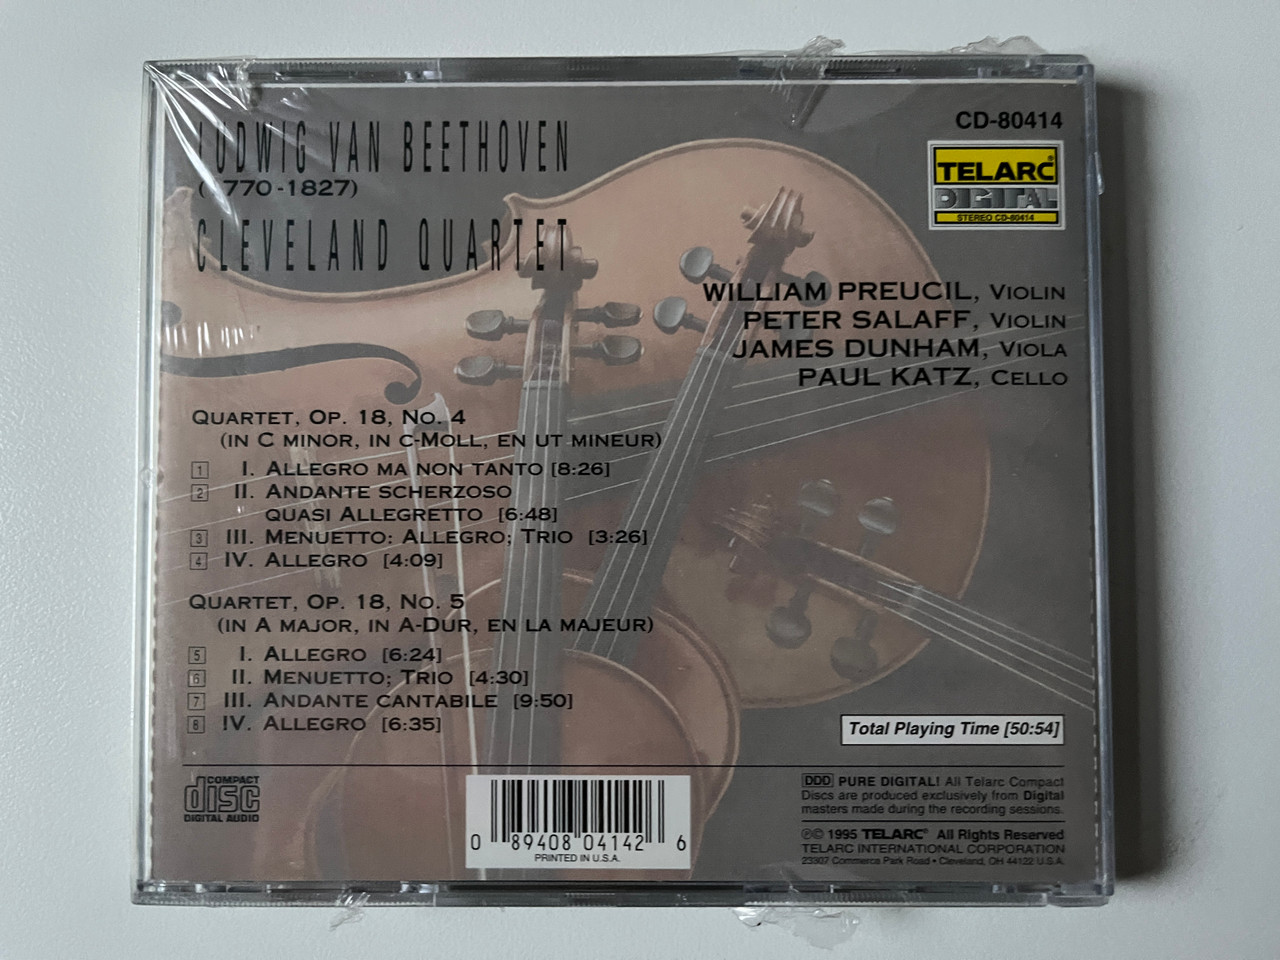 LUDWIG VAN BEETHOVEN
(1770-1827)
CLEVELAND QUARTET
CD-80414
TELARC®
DIGITAL
STEREO CD-80414
WILLIAM PREUCIL, VIOLIN
PETER SALAFF, VIOLIN
JAMES DUNHAM, VIOLA
PAUL KATZ, CELLO
QUARTET, OP. 18, NO. 4
(IN C MINOR, IN C-MOLL, EN UT MINEUR)
1 I. ALLEGRO MA NON TANTO [8:26]
2 II. ANDANTE SCHERZOSO
QUASI ALLEGRETTO [6:48]
3 III. MENUETTO: ALLEGRO; TRIO [3:26]
4 IV. ALLEGRO [4:09]
QUARTET, OP. 18, NO. 5
(IN A MAJOR, IN A-DUR, EN LA MAJEUR)
5 I. ALLEGRO [6:24]
6 II. MENUETTO; TRIO [4:30]
7 III. ANDANTE CANTABILE [9:50]
8 IV. ALLEGRO [6:35]
Total Playing Time [50:54]
COMPACT
disc
DIGITAL AUDIO
0 89408 04142 6
PRINTED IN U.S.A.
DDD PURE DIGITAL! All Telarc Compact
Discs are produced exclusively from Digital
masters made during the recording sessions.
℗© 1995 TELARC® All Rights Reserved
TELARC INTERNATIONAL CORPORATION
23307 Commerce Park Road • Cleveland, OH 44122 U.S.A.